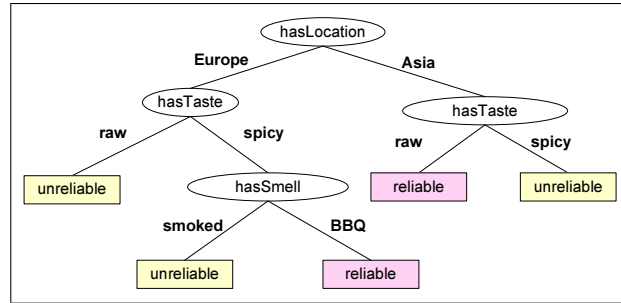 hasLocation
Europe Asia
hasTaste hasTaste
raw spicy raw spicy
unreliable hasSmell reliable unreliable
smoked BBQ
unreliable reliable